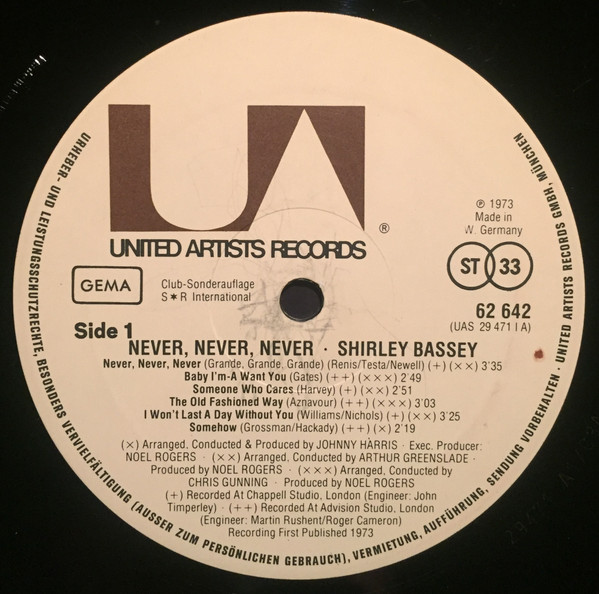 UNITED ARTISTS RECORDS ®
℗ 1973
Made in
W. Germany
GEMA
Club-Sonderauflage
S★R International
ST 33
62 642
(UAS 29 471 I A)
Side 1
NEVER, NEVER, NEVER · SHIRLEY BASSEY
Never, Never, Never (Grande, Grande, Grande) (Renis/Testa/Newell) (+) (××) 3'35
Baby I'm-A Want You (Gates) (++) (×××) 2'49
Someone Who Cares (Harvey) (+) (××) 2'51
The Old Fashioned Way (Aznavour) (++) (×××) 3'03
I Won't Last A Day Without You (Williams/Nichols) (+) (××) 3'25
Somehow (Grossman/Hackady) (++) (×) 2'19
(×) Arranged, Conducted & Produced by JOHNNY HARRIS · Exec. Producer:
NOEL ROGERS · (××) Arranged, Conducted by ARTHUR GREENSLADE ·
Produced by NOEL ROGERS · (×××) Arranged, Conducted by
CHRIS GUNNING · Produced by NOEL ROGERS
(+) Recorded At Chappell Studio, London (Engineer: John
Timperley) · (++) Recorded At Advision Studio, London
(Engineer: Martin Rushent/Roger Cameron)
Recording First Published 1973
URHEBER- UND LEISTUNGSSCHUTZRECHTE, BESONDERS VERVIELFÄLTIGUNG (AUSSER ZUM PERSÖNLICHEN GEBRAUCH), VERMIETUNG, AUFFÜHRUNG, SENDUNG VORBEHALTEN · UNITED ARTISTS RECORDS GMBH, MÜNCHEN